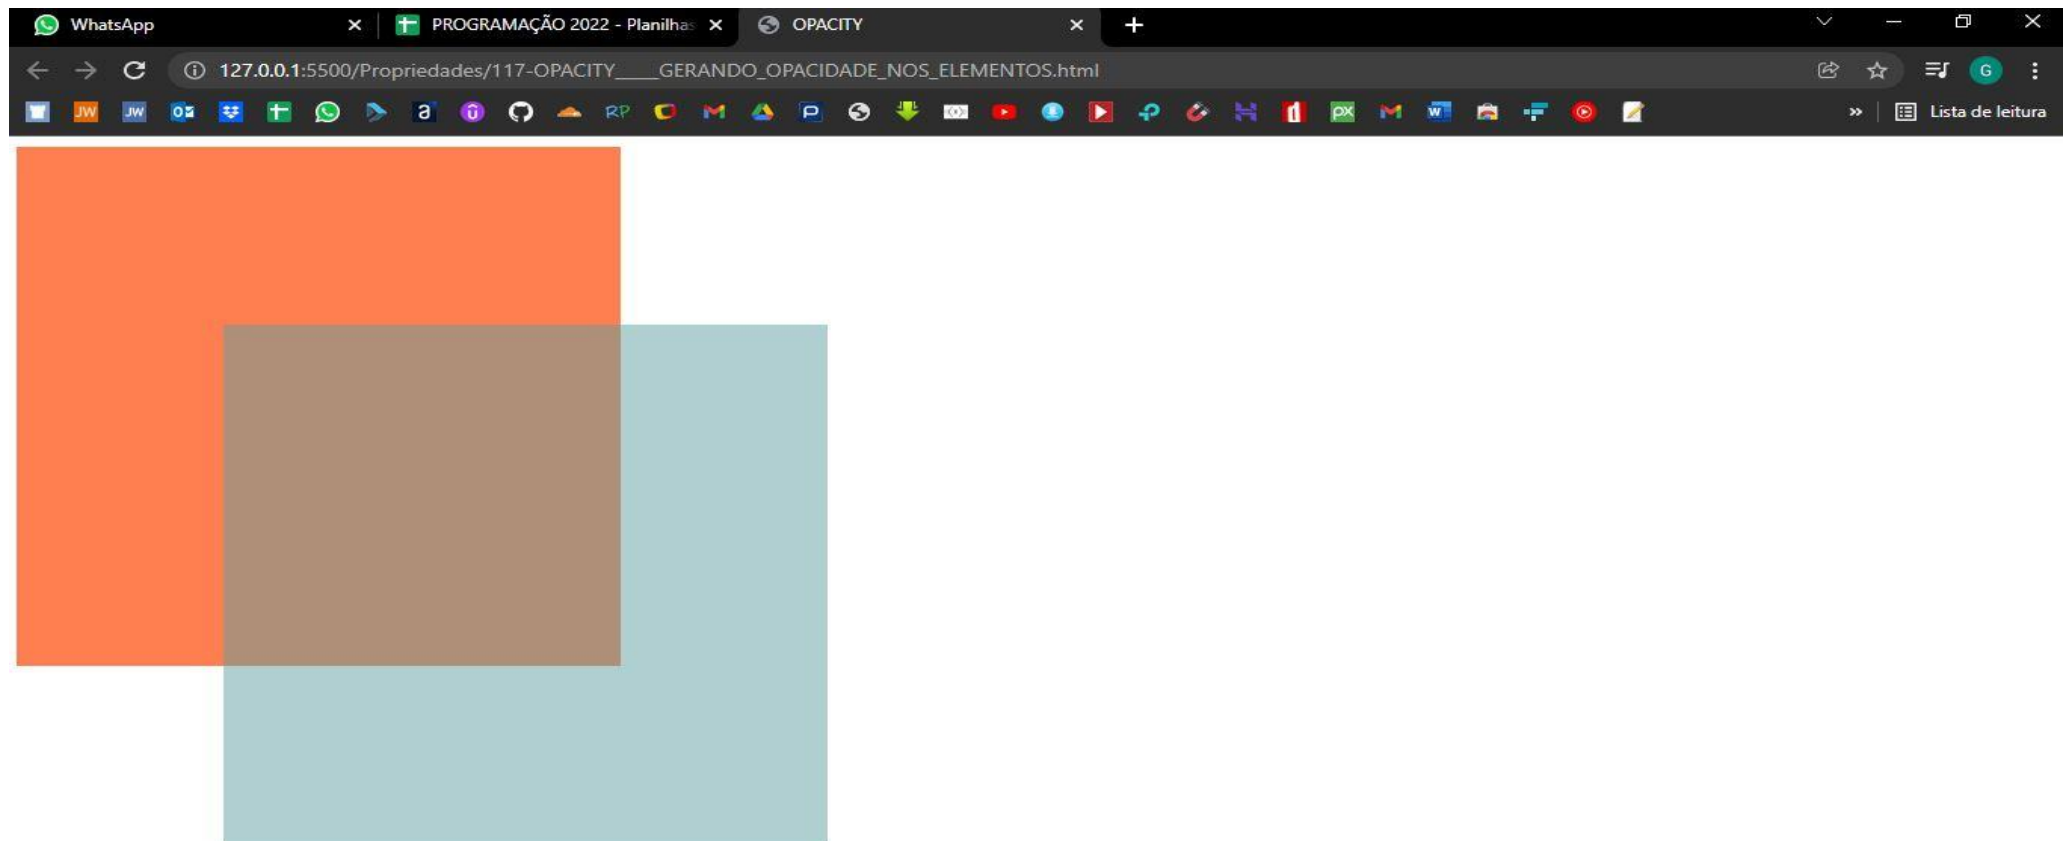 WhatsApp PROGRAMAÇÃO 2022 - Planilhas OPACITY
127.0.0.1:5500/Propriedades/117-OPACITY____GERANDO_OPACIDADE_NOS_ELEMENTOS.html G
JW JW RP a P px W » Lista de leitura